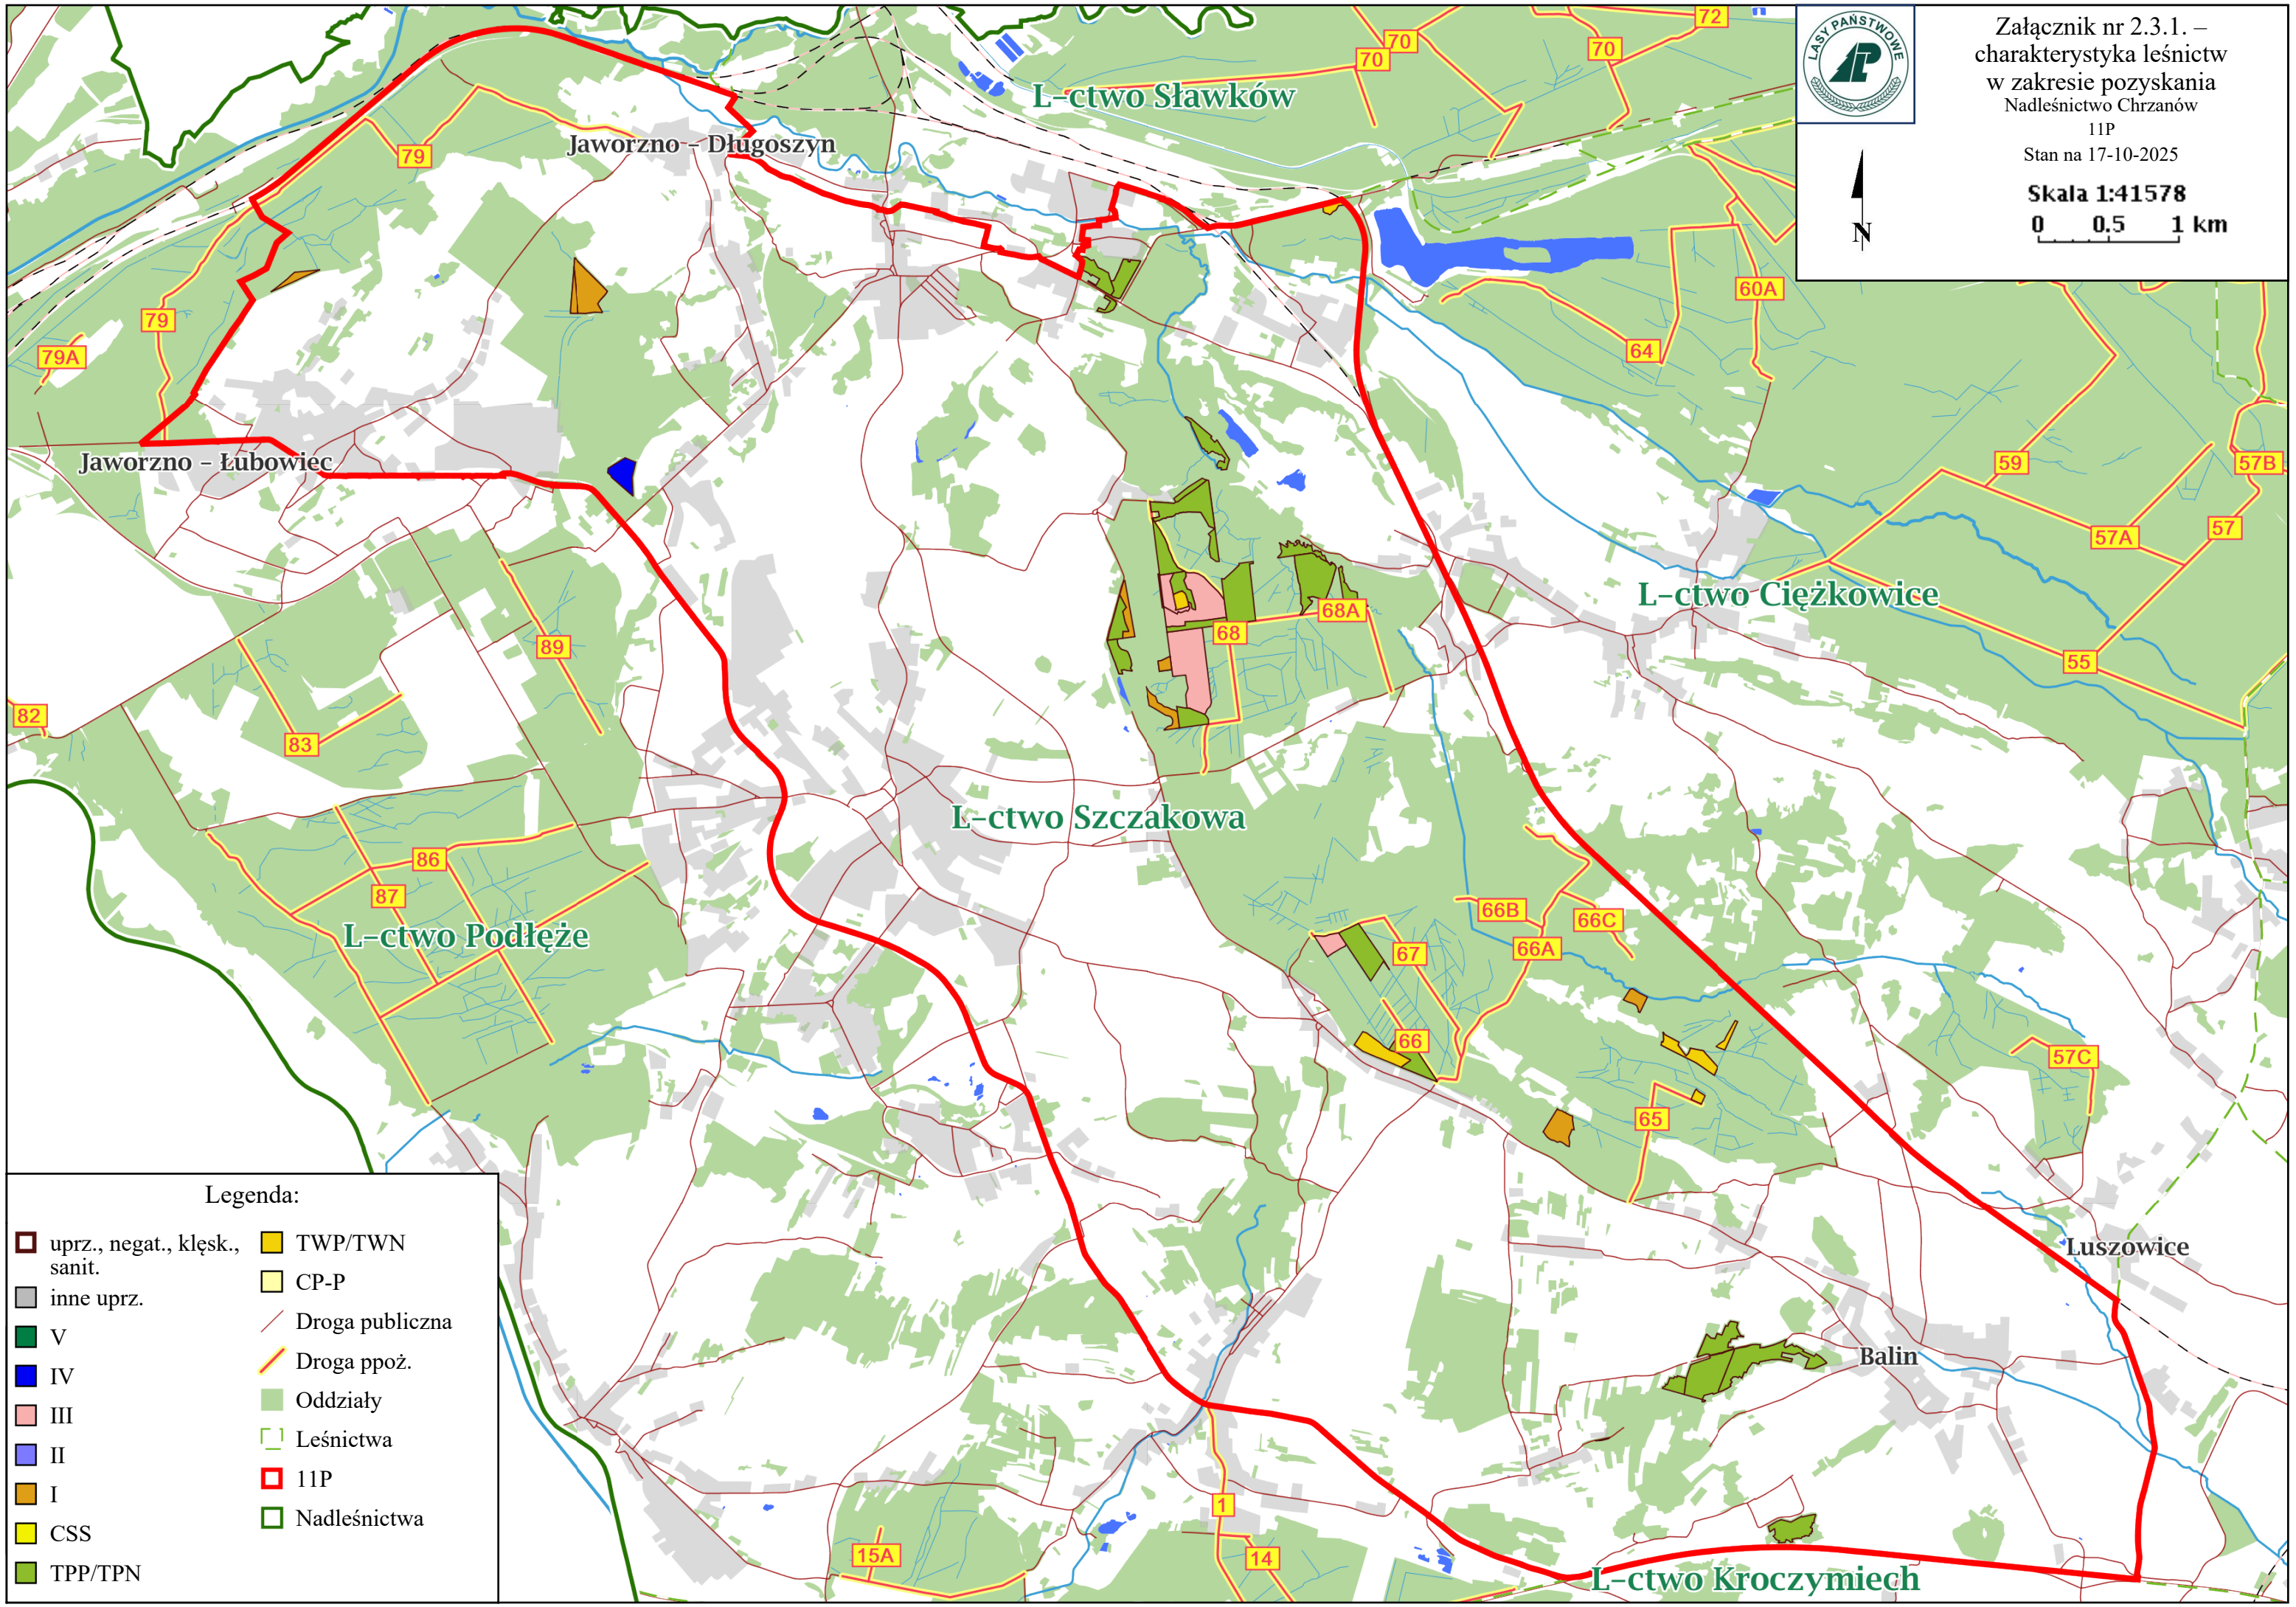 LASY PAŃSTWOWE
Załącznik nr 2.3.1. –
charakterystyka leśnictw
w zakresie pozyskania
Nadleśnictwo Chrzanów
11P
Stan na 17-10-2025
Skala 1:41578
0 0.5 1 km
N
72
70
70
70
L-ctwo Sławków
Jaworzno – Długoszyn
79
60A
79
64
79A
Jaworzno – Łubowiec
59
57B
57
57A
L-ctwo Ciężkowice
68A
68
89
55
82
83
L-ctwo Szczakowa
86
87
66B
66C
L-ctwo Podłęże
66A
67
66
57C
65
Luszowice
Balin
1
15A
14
L-ctwo Kroczymiech
Legenda:
uprz., negat., klęsk.,
sanit.
inne uprz.
V
IV
III
II
I
CSS
TPP/TPN
TWP/TWN
CP-P
Droga publiczna
Droga ppoż.
Oddziały
Leśnictwa
11P
Nadleśnictwa